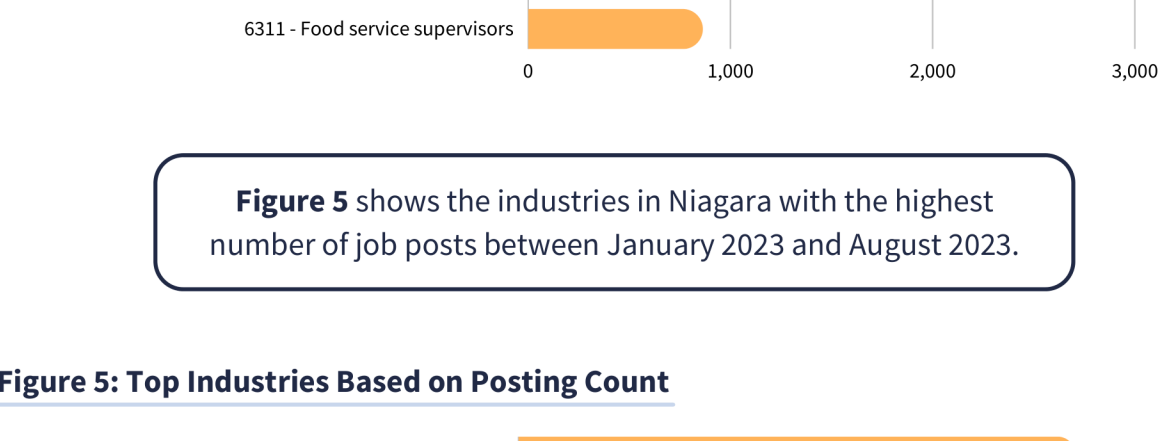 6311 - Food service supervisors
0 1,000 2,000 3,000
Figure 5 shows the industries in Niagara with the highest
number of job posts between January 2023 and August 2023.
Figure 5: Top Industries Based on Posting Count